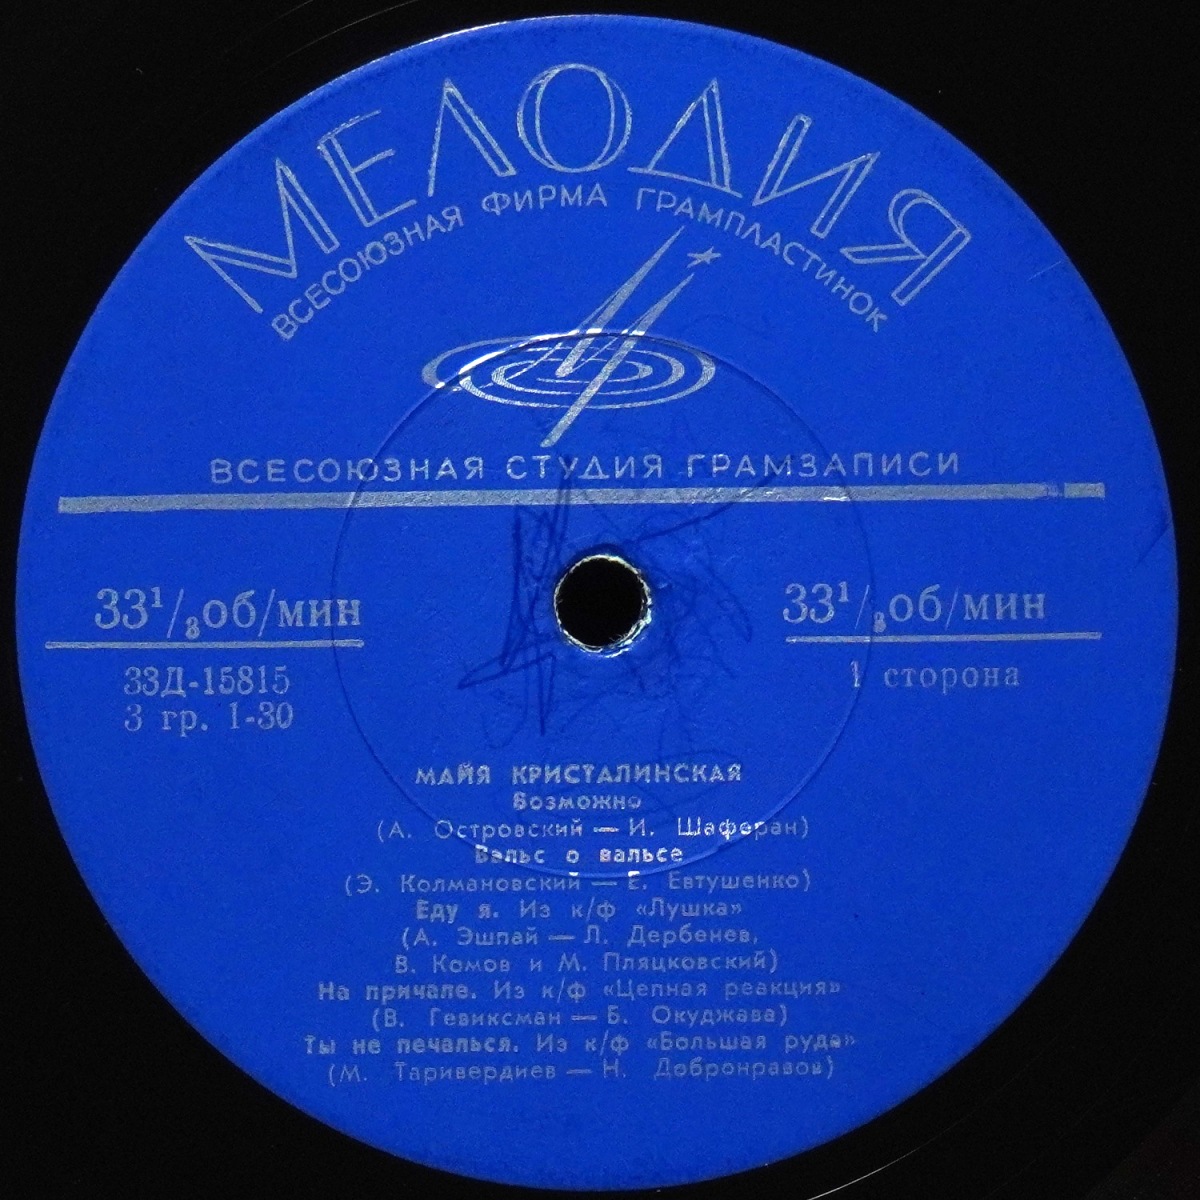 МЕЛОДИЯ
ВСЕСОЮЗНАЯ ФИРМА ГРАМПЛАСТИНОК
ВСЕСОЮЗНАЯ СТУДИЯ ГРАМЗАПИСИ
33¹/₃об/мин
33¹/₃об/мин
33Д-15815
1 сторона
3 гр. 1-30
МАЙЯ КРИСТАЛИНСКАЯ
Возможно
(А. Островский — И. Шаферан)
Вальс о вальсе
(Э. Колмановский — Е. Евтушенко)
Еду я. Из к/ф «Лушка»
(А. Эшпай — Л. Дербенев,
В. Комов и М. Пляцковский)
На причале. Из к/ф «Цепная реакция»
(В. Гевиксман — Б. Окуджава)
Ты не печалься. Из к/ф «Большая руда»
(М. Таривердиев — Н. Добронравов)